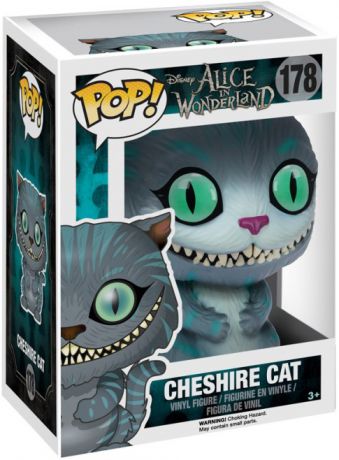 POP!
Disney
ALICE
IN
WONDERLAND
178
CHESHIRE CAT
CHESHIRE CAT
VINYL FIGURE / FIGURINE EN VINYLE /
FIGURA DE VINIL
WARNING! Choking Hazard.
May contain small parts.
3+